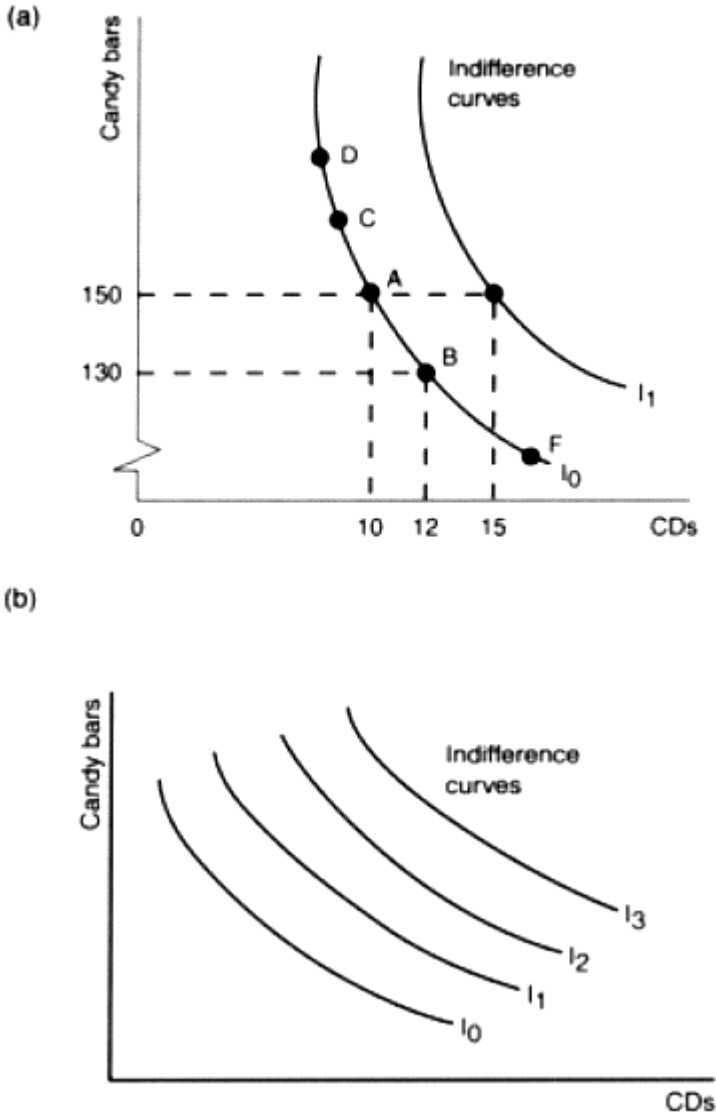 (a)
Candy bars
Indifference
curves
D
C
A
150
B
130
I1
F
I0
0
10
12
15
CDs
(b)
Candy bars
Indifference
curves
I3
I2
I1
I0
CDs